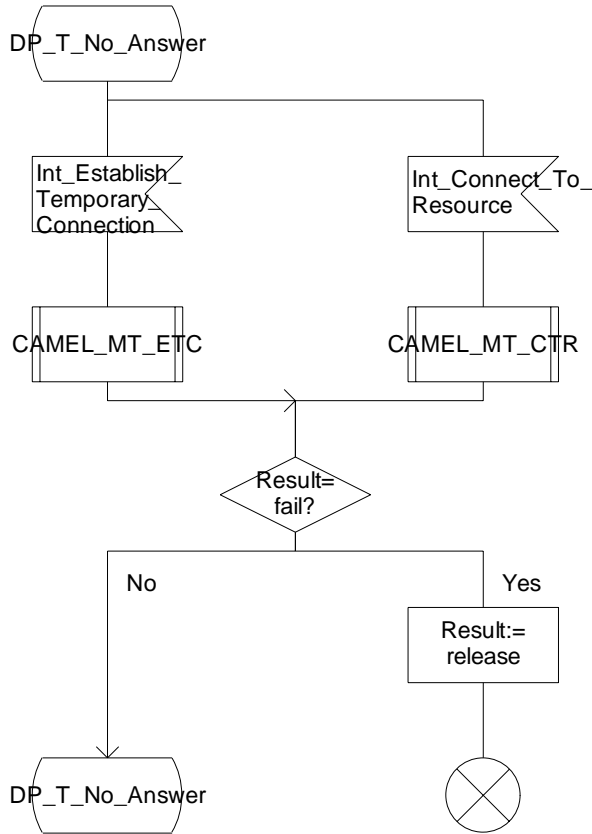 DP_T_No_Answer
Int_Establish_
Temporary_
Connection
Int_Connect_To_
Resource
CAMEL_MT_ETC
CAMEL_MT_CTR
Result=
fail?
No
Yes
Result:=
release
DP_T_No_Answer